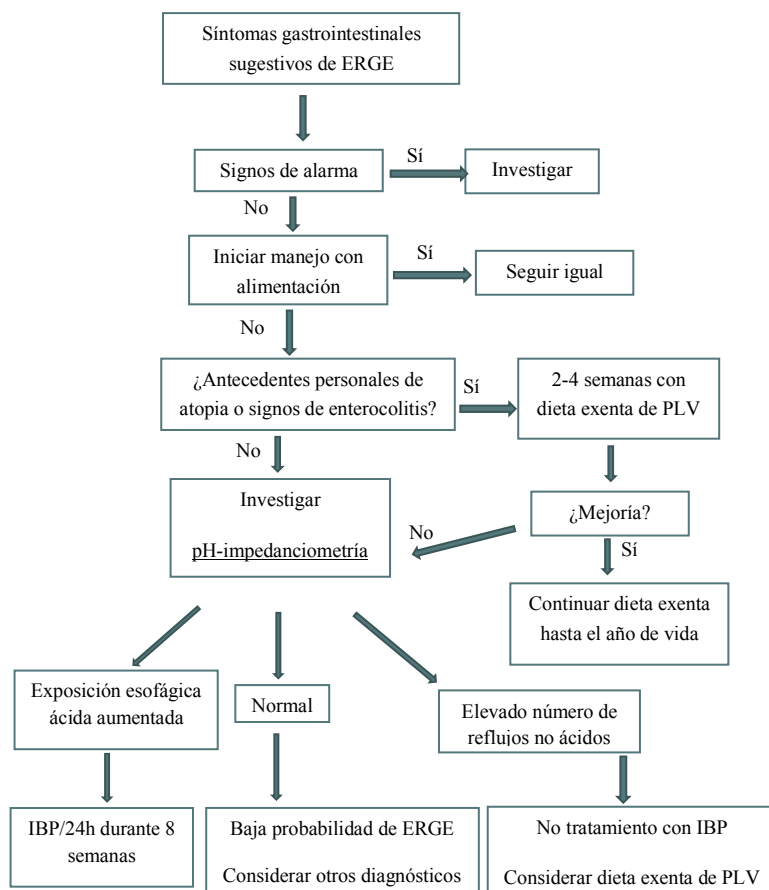 Síntomas gastrointestinales
sugestivos de ERGE
Signos de alarma
Sí
Investigar
No
Iniciar manejo con
alimentación
Sí
Seguir igual
No
¿Antecedentes personales de
atopia o signos de enterocolitis?
Sí
2-4 semanas con
dieta exenta de PLV
No
Investigar
pH-impedanciometría
No
¿Mejoría?
Sí
Continuar dieta exenta
hasta el año de vida
Exposición esofágica
ácida aumentada
Normal
Elevado número de
reflujos no ácidos
IBP/24h durante 8
semanas
Baja probabilidad de ERGE
Considerar otros diagnósticos
No tratamiento con IBP
Considerar dieta exenta de PLV